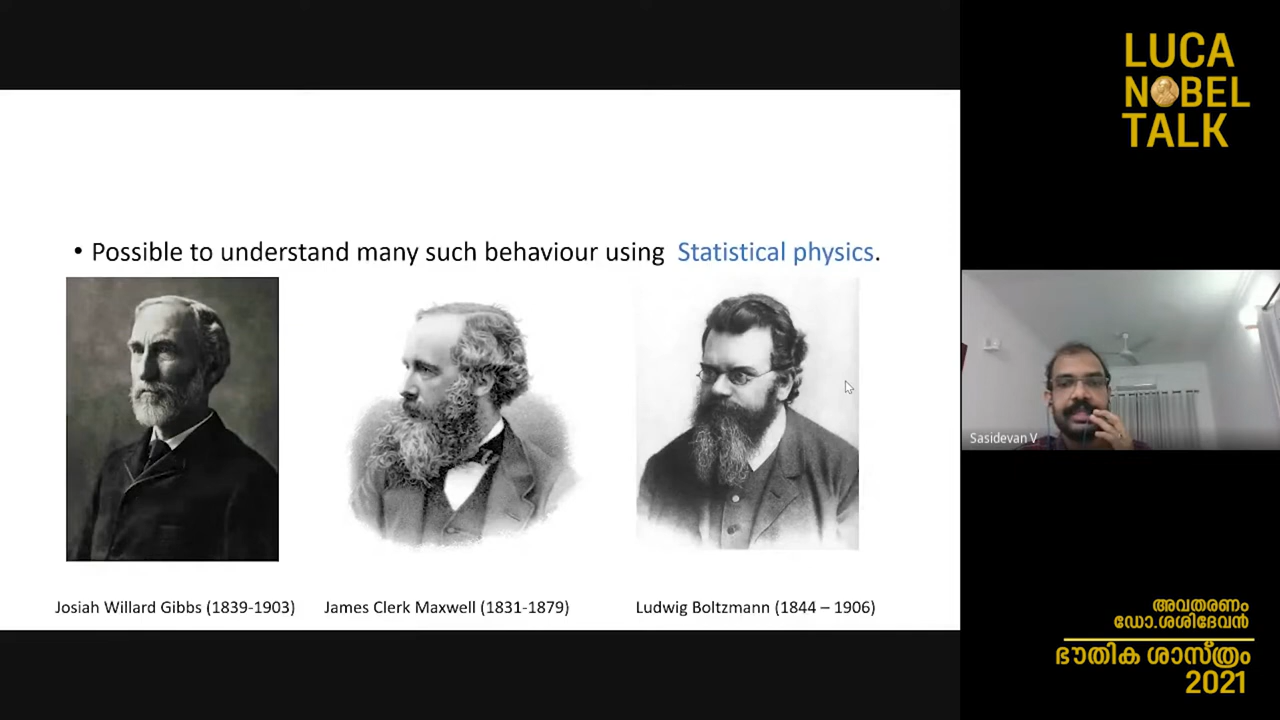 • Possible to understand many such behaviour using Statistical physics.
Josiah Willard Gibbs (1839-1903)
James Clerk Maxwell (1831-1879)
Ludwig Boltzmann (1844 – 1906)
LUCA
NOBEL
TALK
Sasidevan V
അവതരണം
ഡോ.ശശിദേവൻ
ഭൗതിക ശാസ്ത്രം
2021